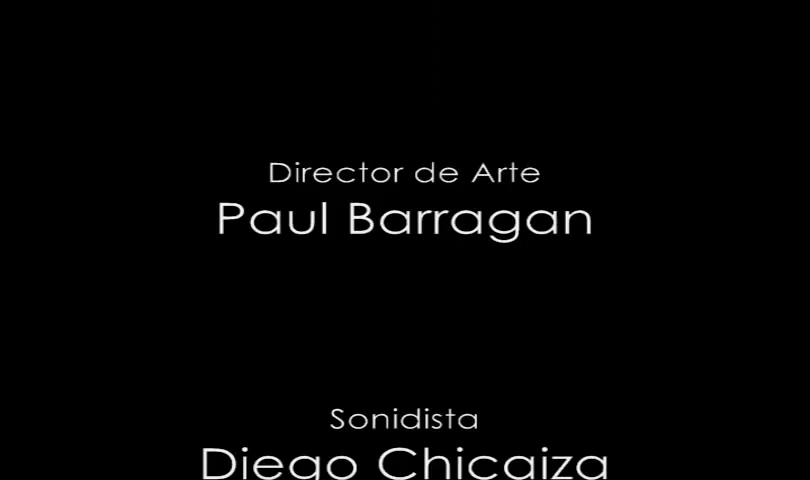 Director de Arte
Paul Barragan
Sonidista
Diego Chicaiza